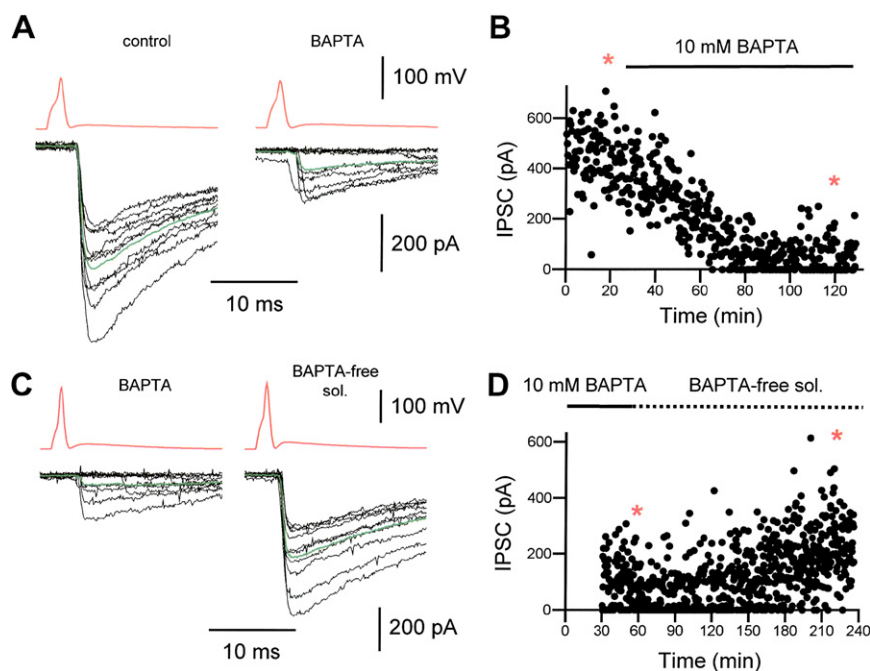 A
control
BAPTA
100 mV
200 pA
10 ms
B
10 mM BAPTA
*
*
IPSC (pA)
600
400
200
0
0 20 40 60 80 100 120
Time (min)
C
BAPTA
BAPTA-free
sol.
100 mV
10 ms
200 pA
D
10 mM BAPTA BAPTA-free sol.
*
*
IPSC (pA)
600
400
200
0
0 30 60 90 120 150 180 210 240
Time (min)